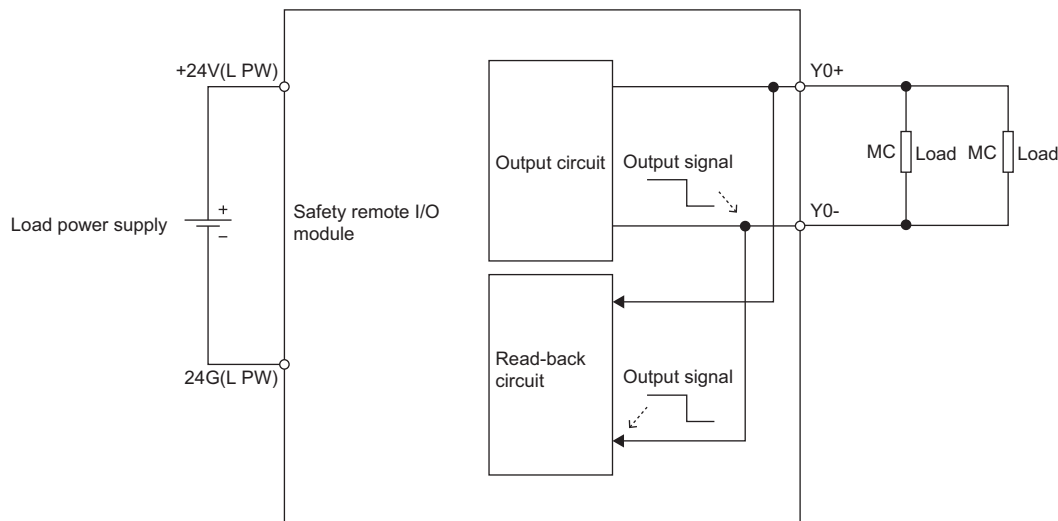 +24V(L PW)
Y0+
Output circuit
Output signal
MC
Load
MC
Load
Load power supply
+
−
Safety remote I/O
module
Y0-
24G(L PW)
Read-back
circuit
Output signal